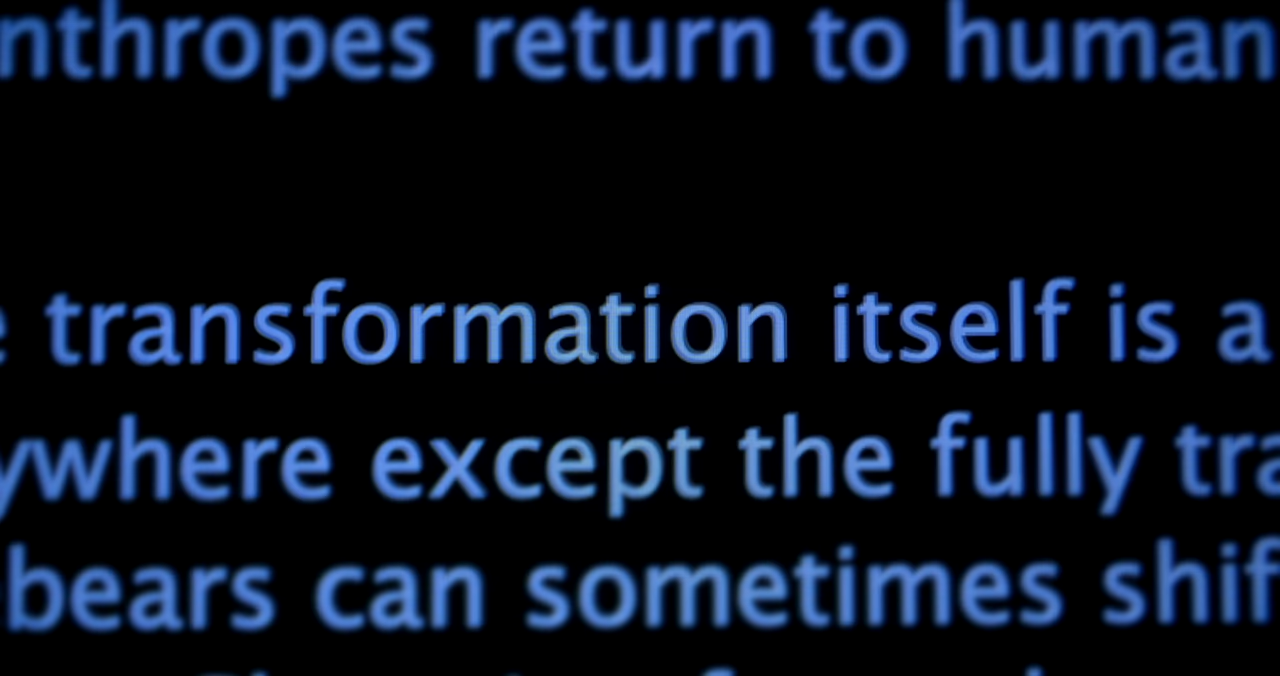 nthropes return to human
e transformation itself is a
ywhere except the fully tra
bears can sometimes shif